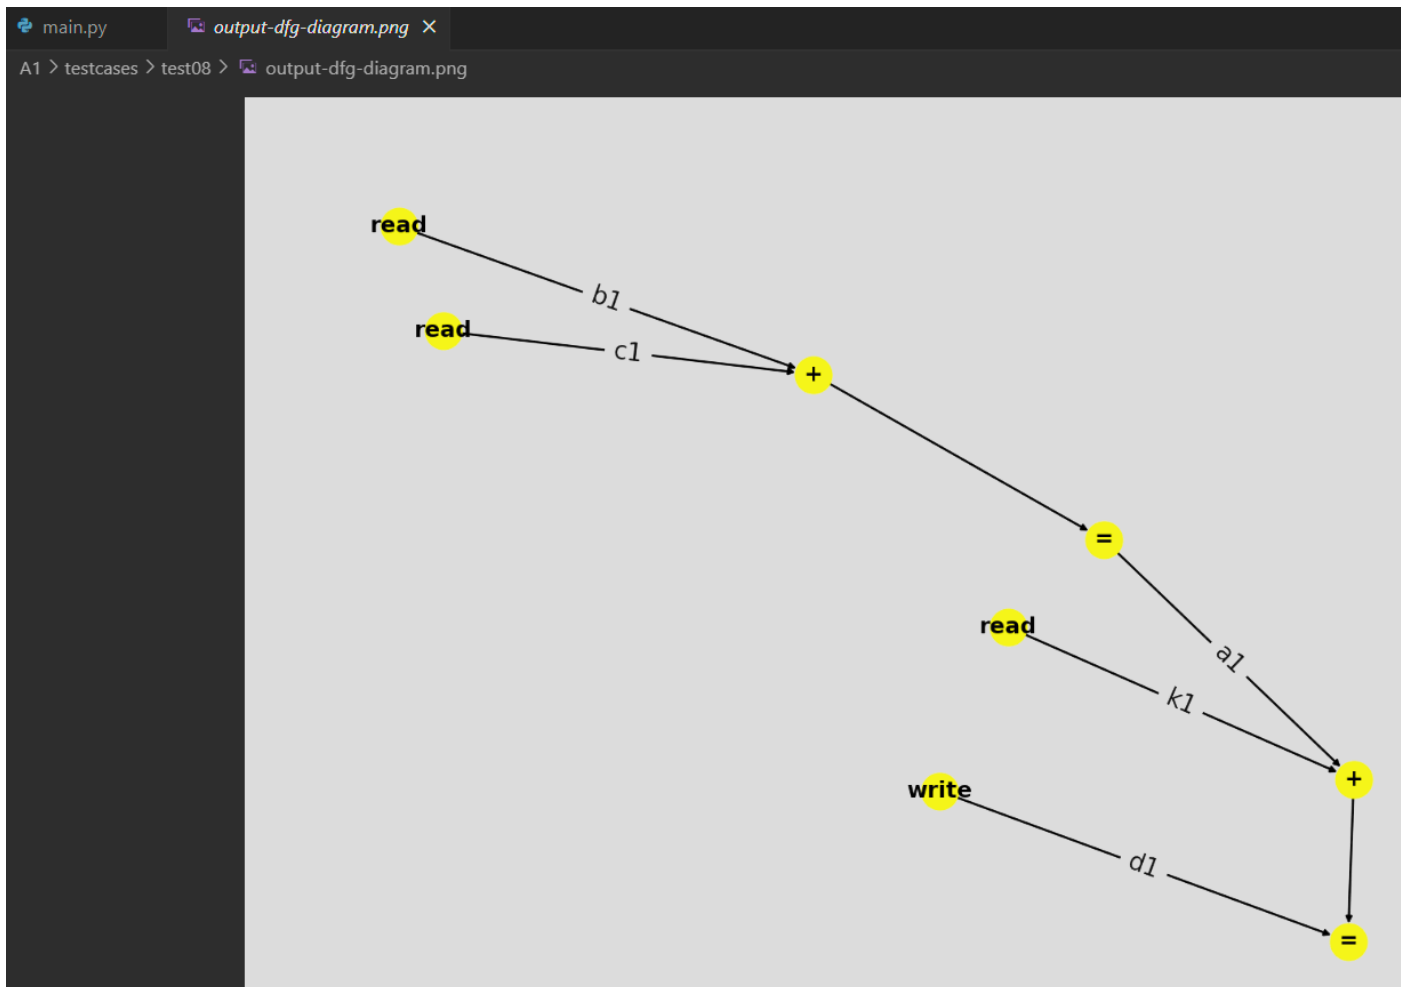 main.py output-dfg-diagram.png
A1 > testcases > test08 > output-dfg-diagram.png
read
b1
read
c1
+
=
read
a1
k1
+
write
d1
=